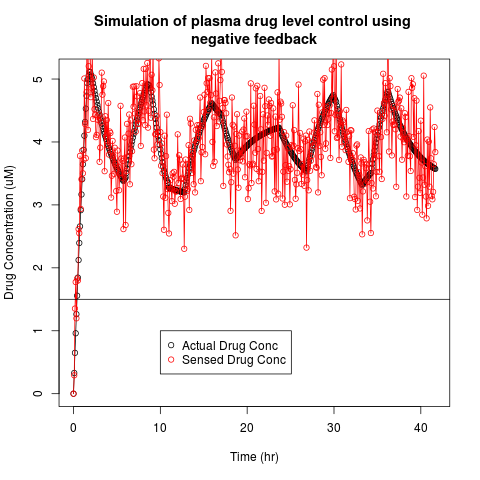 Simulation of plasma drug level control using
negative feedback
Drug Concentration (uM)
5
4
3
2
1
0
Actual Drug Conc
Sensed Drug Conc
0 10 20 30 40
Time (hr)